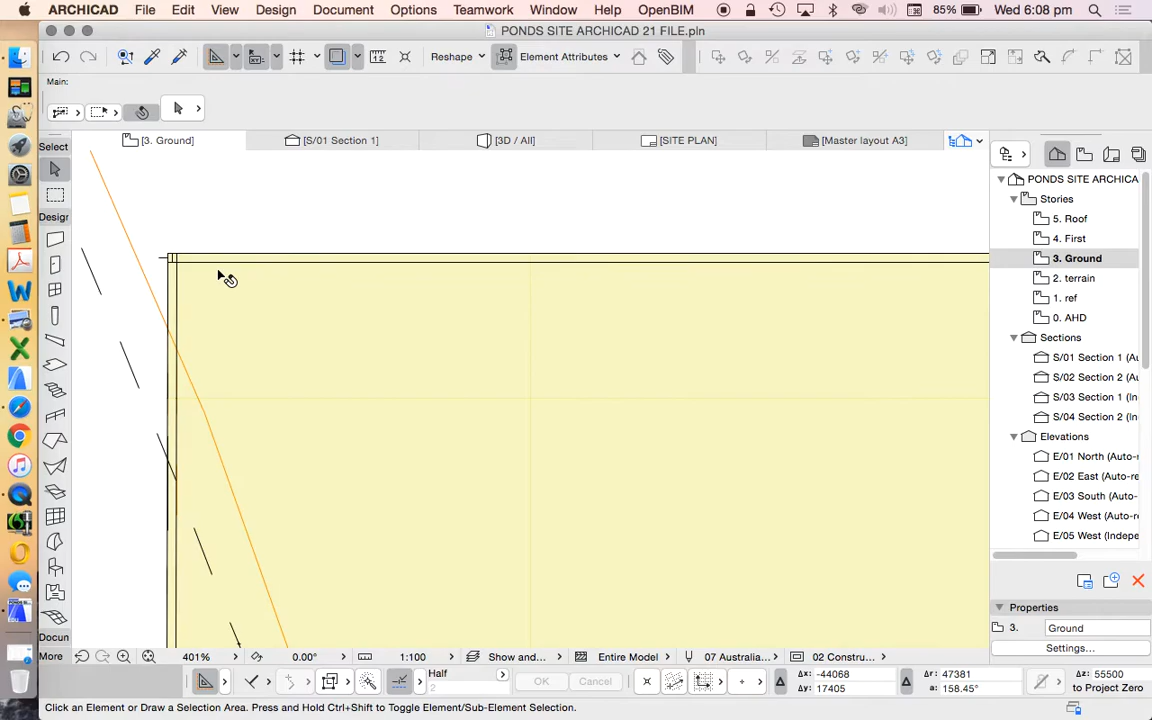 ARCHICAD File Edit View Design Document Options Teamwork Window Help OpenBIM 85% Wed 6:08 pm
PONDS SITE ARCHICAD 21 FILE.pln
Reshape Element Attributes
Main:
[3. Ground] [S/01 Section 1] [3D / All] [SITE PLAN] [Master layout A3]
Select
Design
PONDS SITE ARCHICA
Stories
5. Roof
4. First
3. Ground
2. terrain
1. ref
0. AHD
Sections
S/01 Section 1 (Au
S/02 Section 2 (Au
S/03 Section 1 (In
S/04 Section 2 (In
Elevations
E/01 North (Auto-r
E/02 East (Auto-re
E/03 South (Auto-
E/04 West (Auto-r
E/05 West (Indepe
Properties
3. Ground
Settings...
Docun
More 401% 0.00° 1:100 Show and... Entire Model 07 Australia... 02 Constru...
Half
2
OK Cancel
Δx: -44068
Δy: 17405
Δr: 47381
a: 158.45°
Δz: 55500
to Project Zero
Click an Element or Draw a Selection Area. Press and Hold Ctrl+Shift to Toggle Element/Sub-Element Selection.